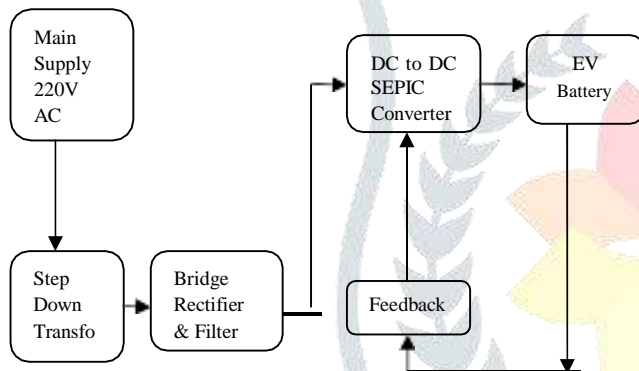 Main
Supply
220V
AC
DC to DC
SEPIC
Converter
EV
Battery
Step
Down
Transfo
Bridge
Rectifier
& Filter
Feedback